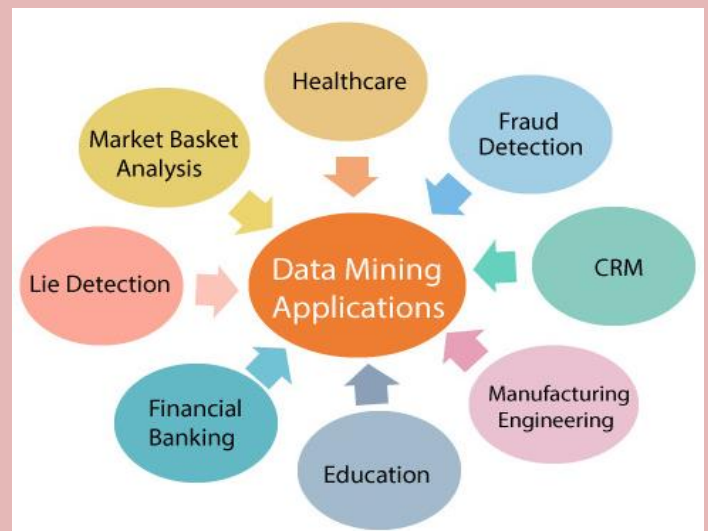 Healthcare
Fraud
Detection
Market Basket
Analysis
Data Mining
Applications
CRM
Lie Detection
Manufacturing
Engineering
Financial
Banking
Education